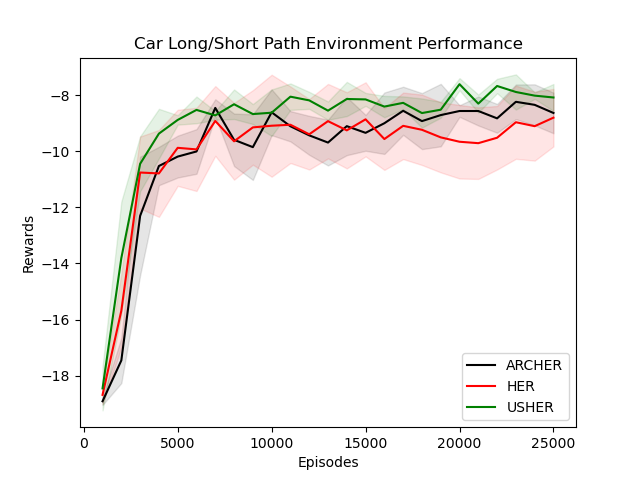 Car Long/Short Path Environment Performance
Rewards
−8
−10
−12
−14
−16
−18
0
5000
10000
15000
20000
25000
Episodes
ARCHER
HER
USHER